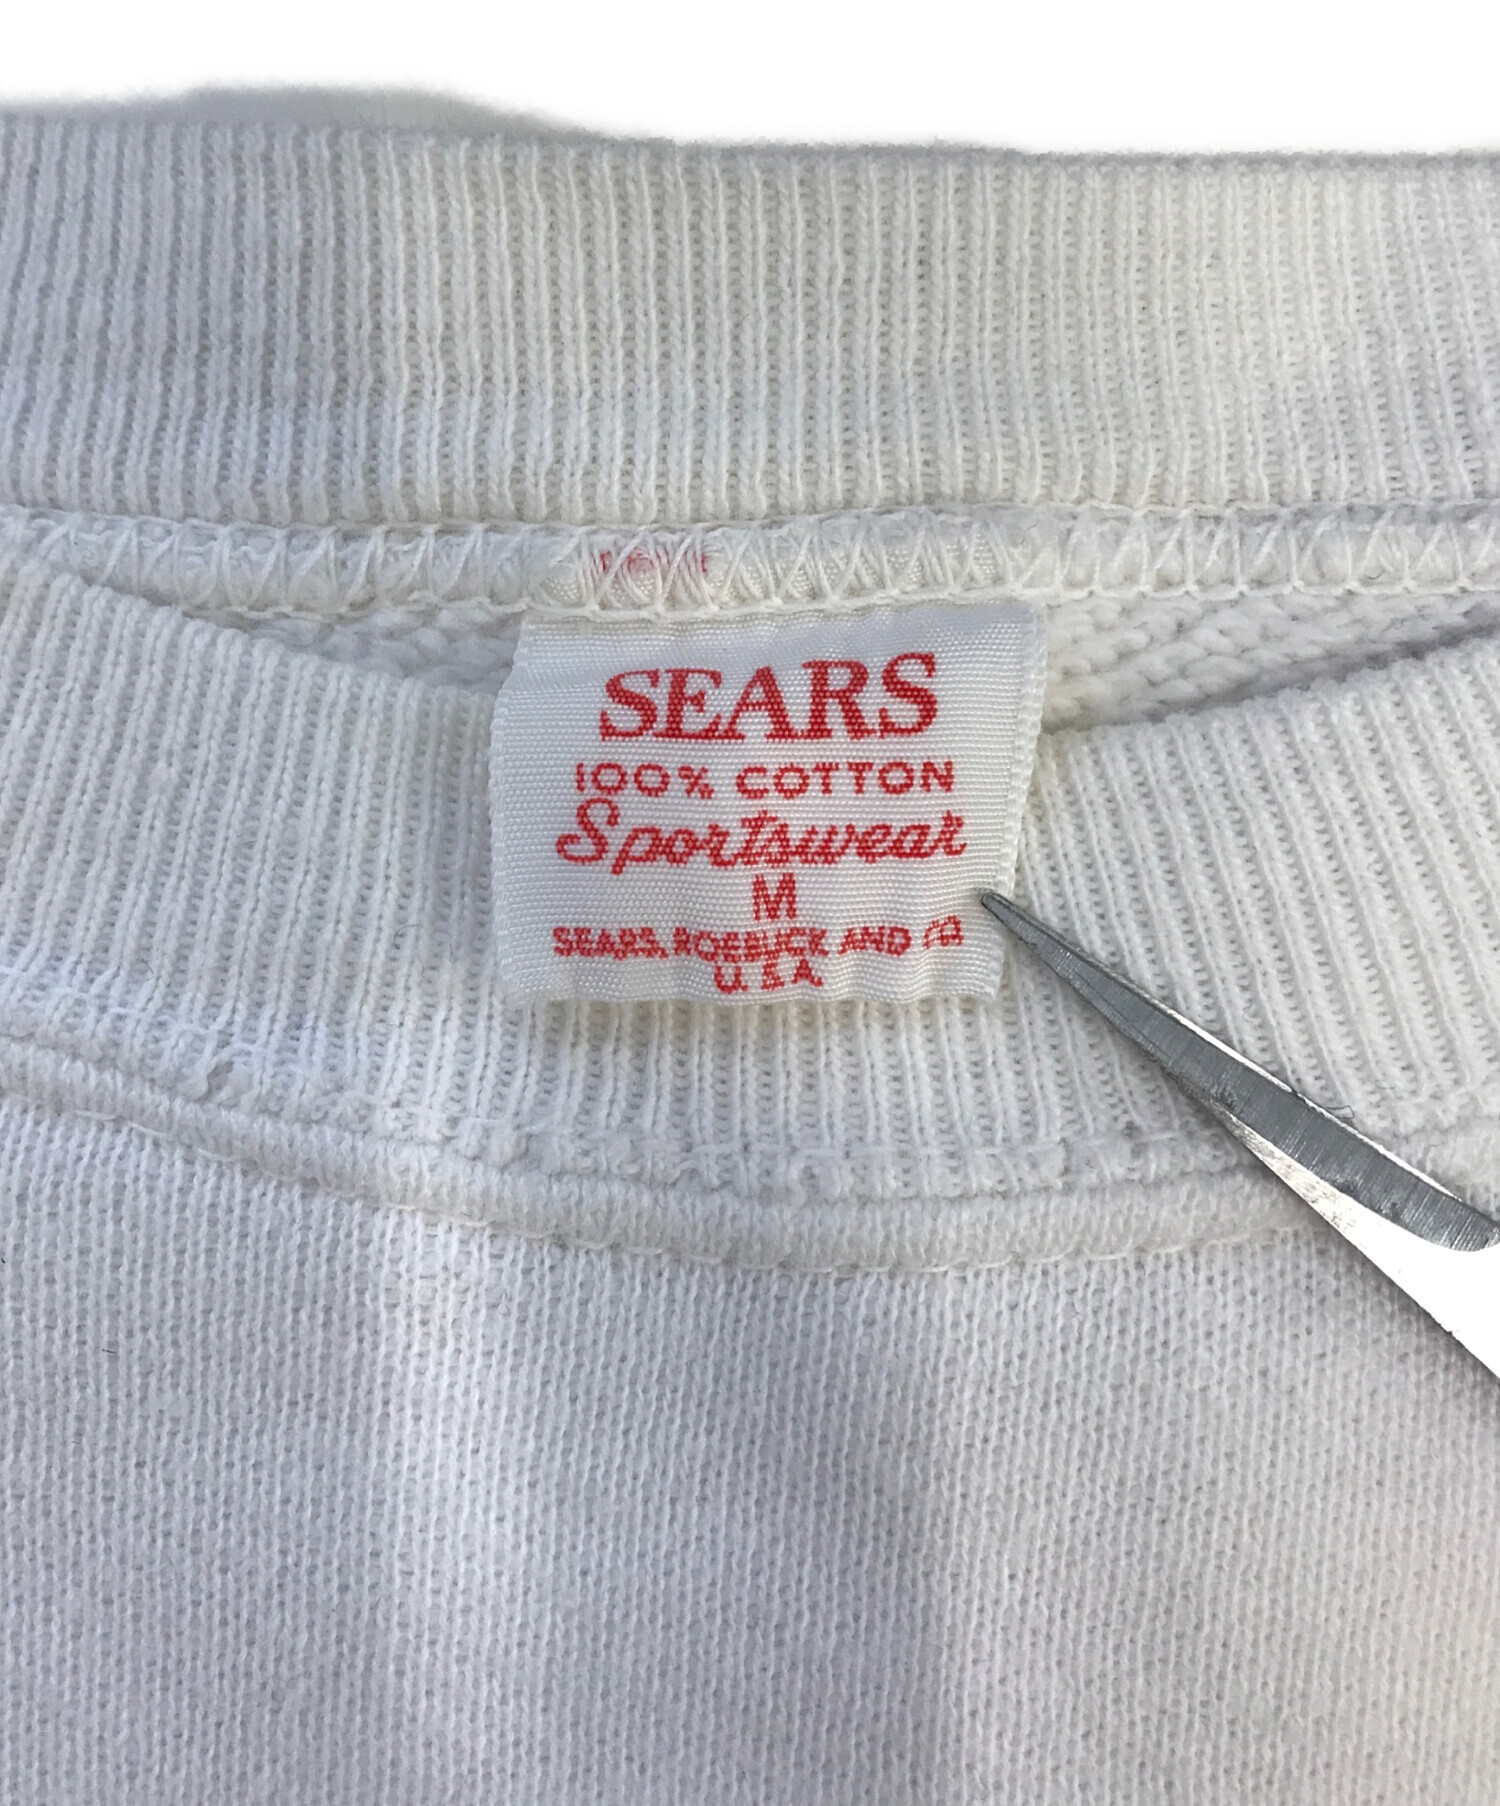 SEARS
100% COTTON
Sportswear
M
SEARS, ROEBUCK AND CO.
U.S.A.